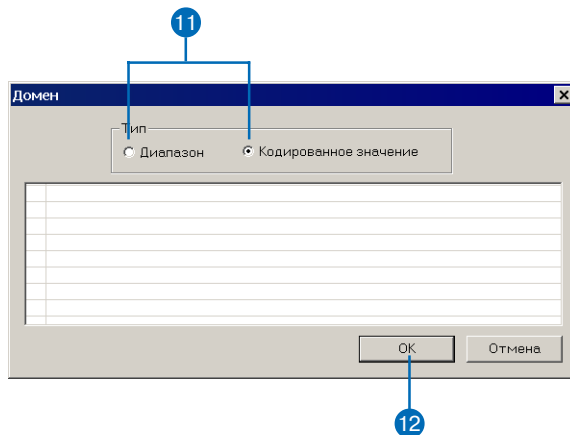 11
Домен
Тип
Диапазон Кодированное значение
OK Отмена
12